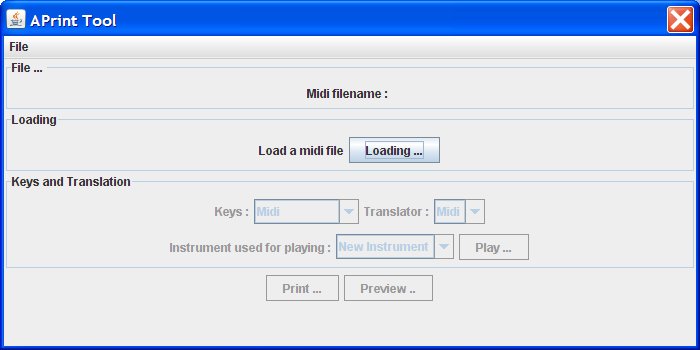 APrint Tool
File
File ...
Midi filename :
Loading
Load a midi file Loading ...
Keys and Translation
Keys : Midi Translator : Midi
Instrument used for playing : New Instrument Play ...
Print ... Preview ..